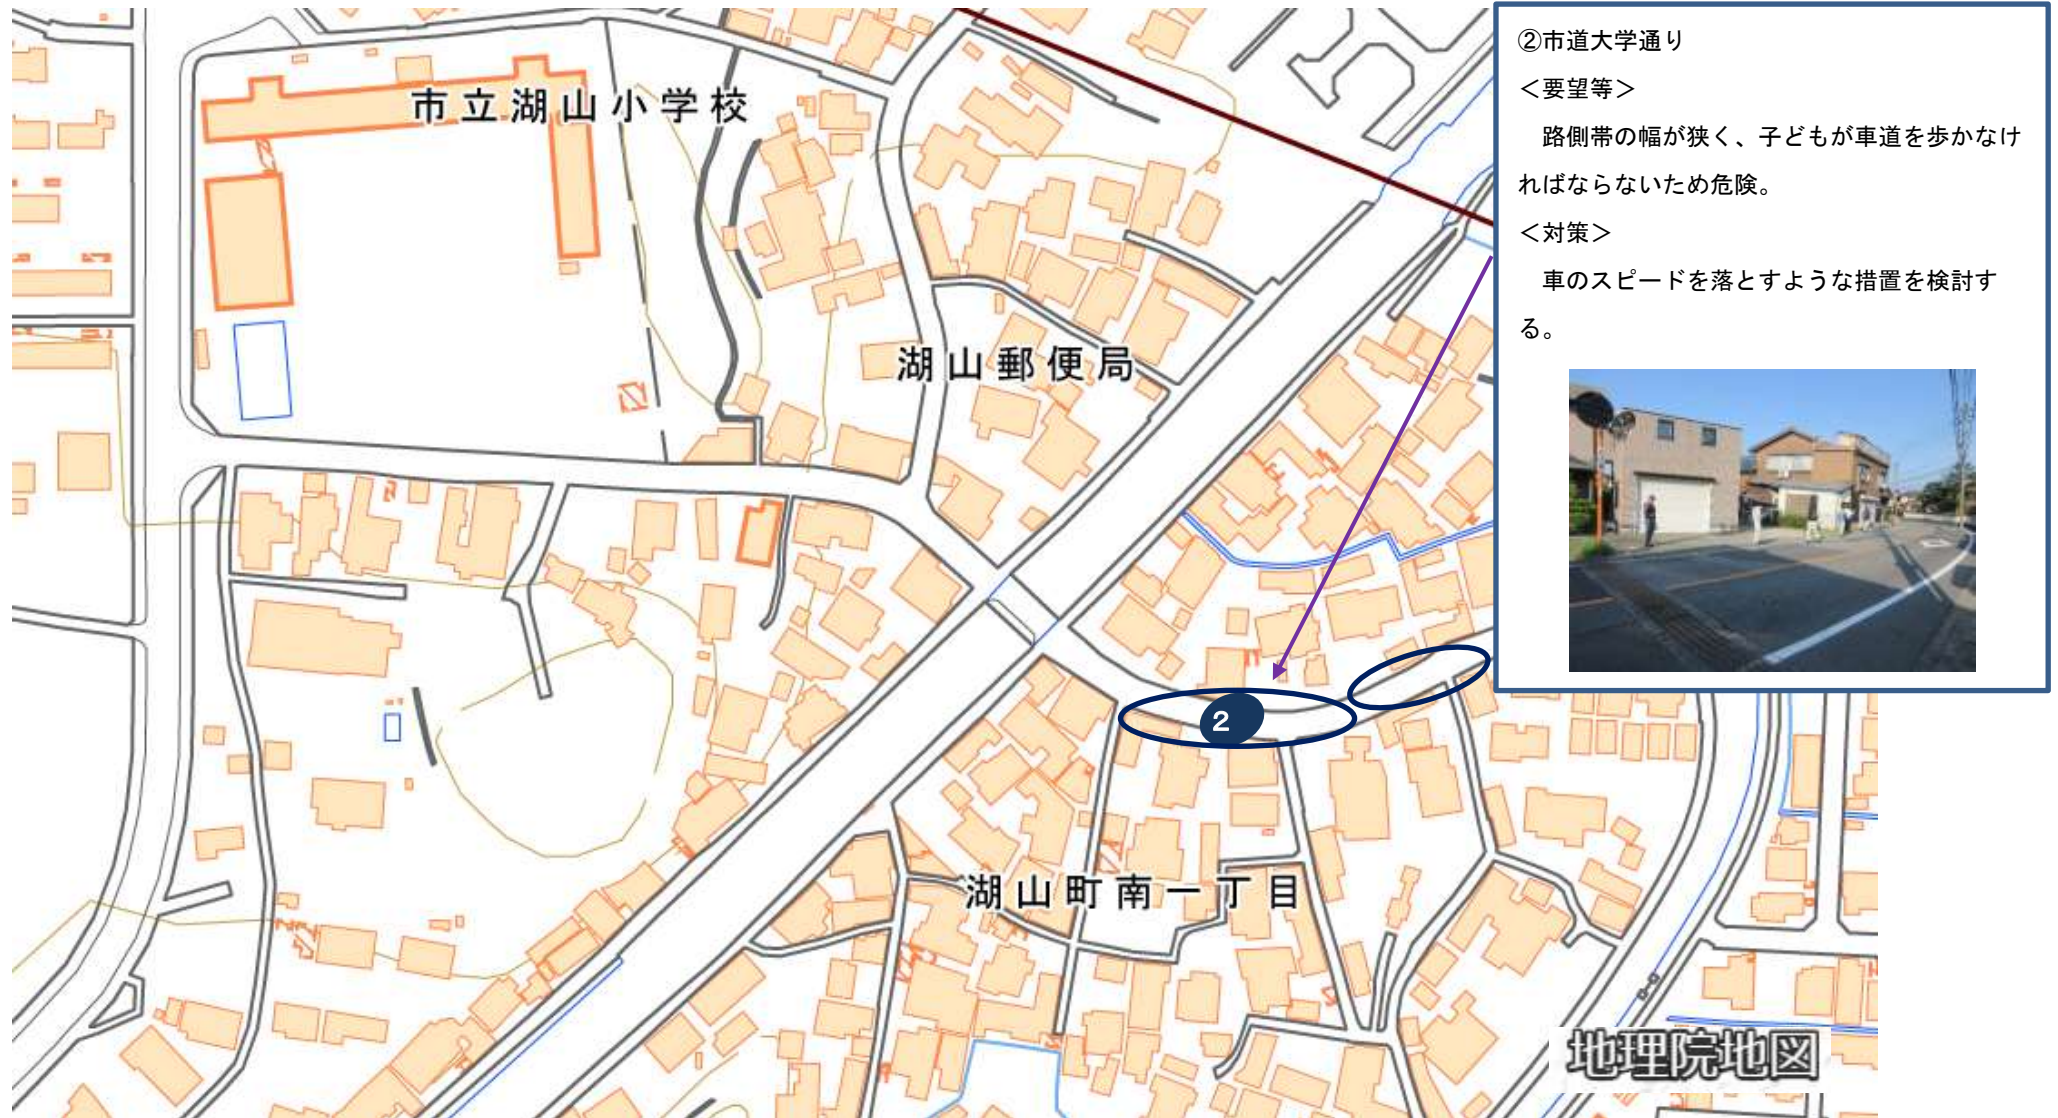 ②市道大学通り
<要望等>
路側帯の幅が狭く、子どもが車道を歩かなけ
ればならないため危険。
<対策>
車のスピードを落とすような措置を検討す
る。
市立湖山小学校
湖山郵便局
2
湖山町南一丁目
地理院地図